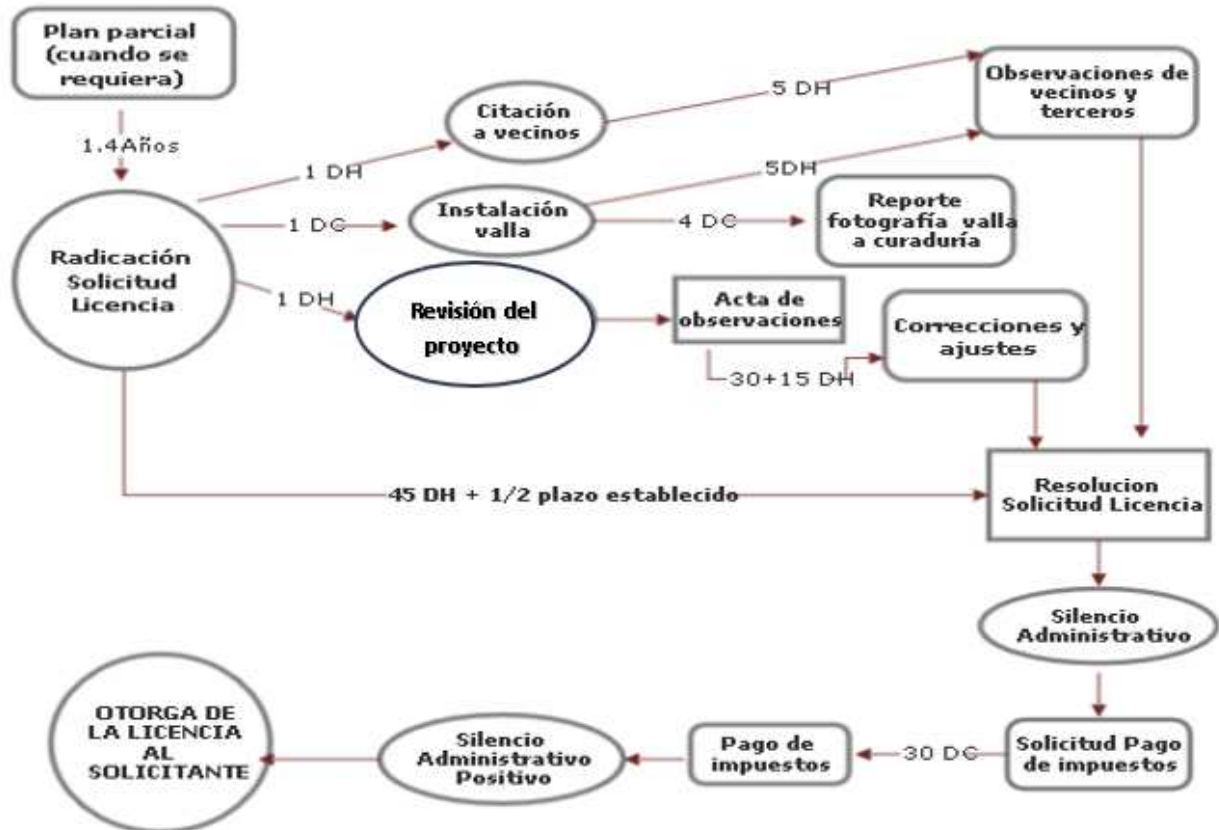 Plan parcial
(cuando se
requiera)
1.4Años
Radicación
Solicitud
Licencia
1 DH
Citación
a vecinos
5 DH
Observaciones de
vecinos y
terceros
1 DC
Instalación
valla
5DH
4 DC
Reporte
fotografía valla
a curaduría
1 DH
Revisión del
proyecto
Acta de
observaciones
30+15 DH
Correcciones y
ajustes
45 DH + 1/2 plazo establecido
Resolucion
Solicitud Licencia
Silencio
Administrativo
Solicitud Pago
de impuestos
30 DC
Pago de
impuestos
Silencio
Administrativo
Positivo
OTORGA DE
LA LICENCIA
AL
SOLICITANTE